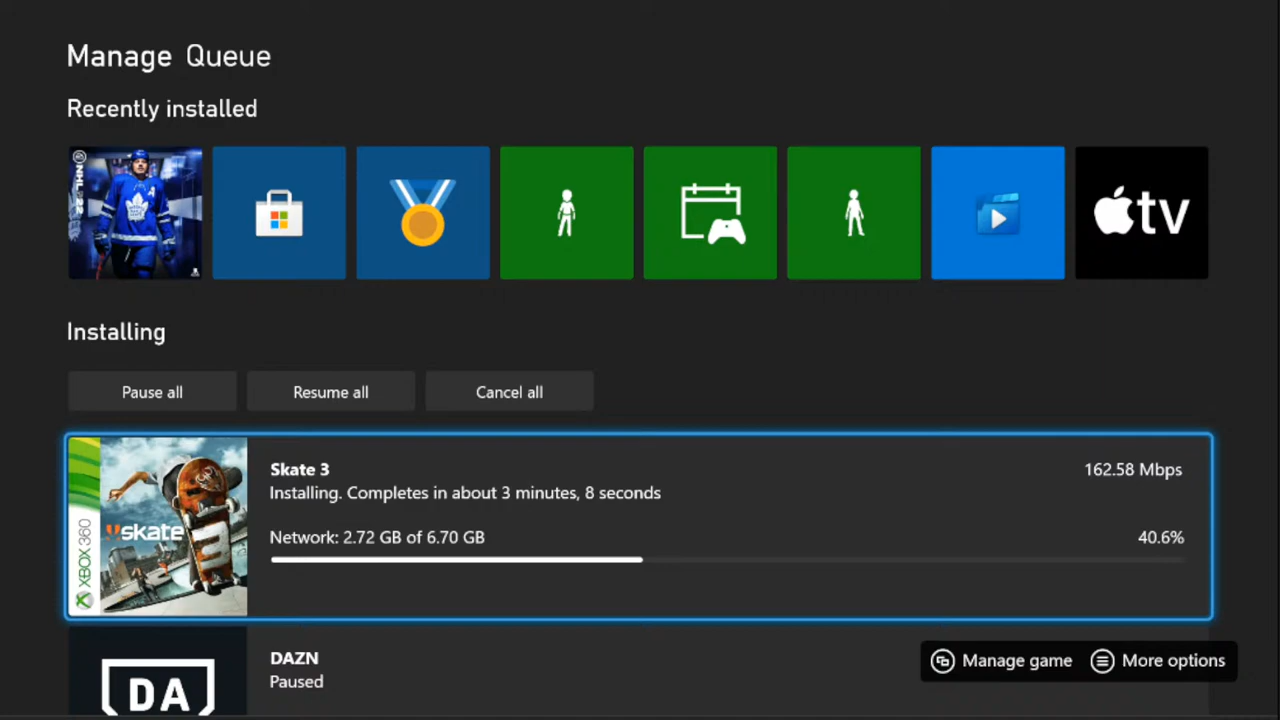 Manage Queue
Recently installed
NHL 22
A
tv
Installing
Pause all
Resume all
Cancel all
XBOX 360
skate
3
Skate 3
162.58 Mbps
Installing. Completes in about 3 minutes, 8 seconds
Network: 2.72 GB of 6.70 GB
40.6%
DA
DAZN
Paused
Manage game
More options